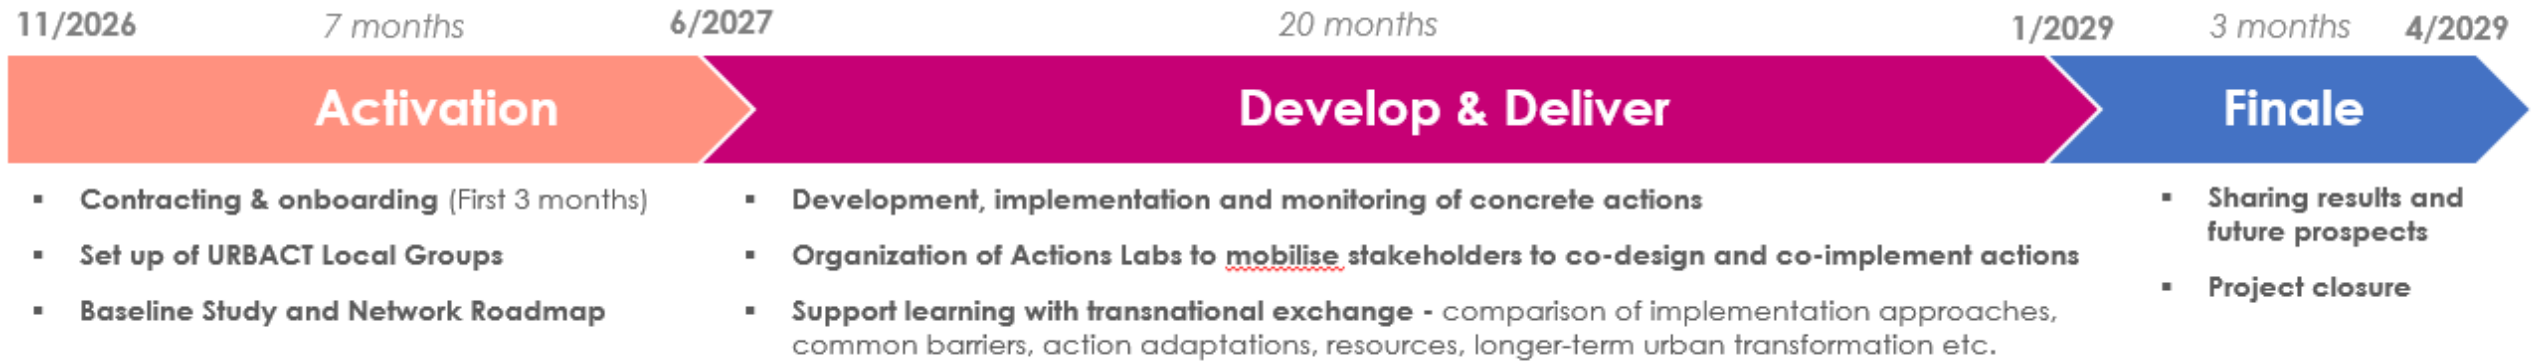 11/2026 7 months 6/2027 20 months 1/2029 3 months 4/2029
Activation Develop & Deliver Finale
▪ Contracting & onboarding (First 3 months)
▪ Set up of URBACT Local Groups
▪ Baseline Study and Network Roadmap
▪ Development, implementation and monitoring of concrete actions
▪ Organization of Actions Labs to mobilise stakeholders to co-design and co-implement actions
▪ Support learning with transnational exchange - comparison of implementation approaches,
common barriers, action adaptations, resources, longer-term urban transformation etc.
▪ Sharing results and
future prospects
▪ Project closure